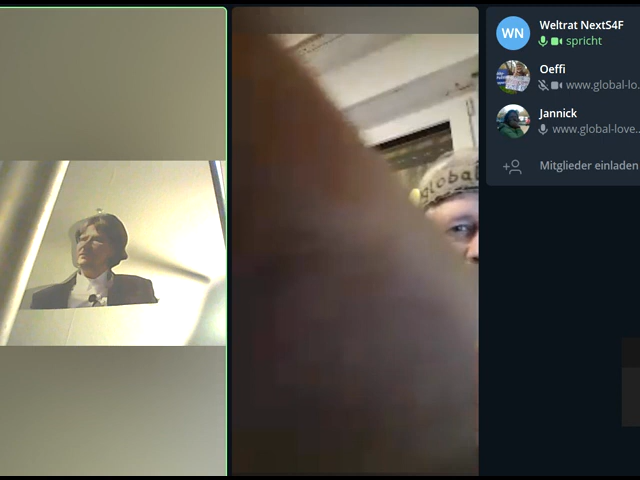 global
WN
Weltrat NextS4F
spricht
Oeffi
www.global-lo...
Jannick
www.global-love...
Mitglieder einladen